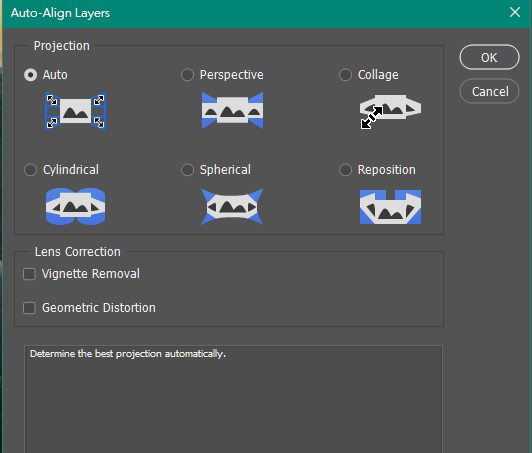 Auto-Align Layers
Projection
Auto
Perspective
Collage
Cylindrical
Spherical
Reposition
OK
Cancel
Lens Correction
Vignette Removal
Geometric Distortion
Determine the best projection automatically.